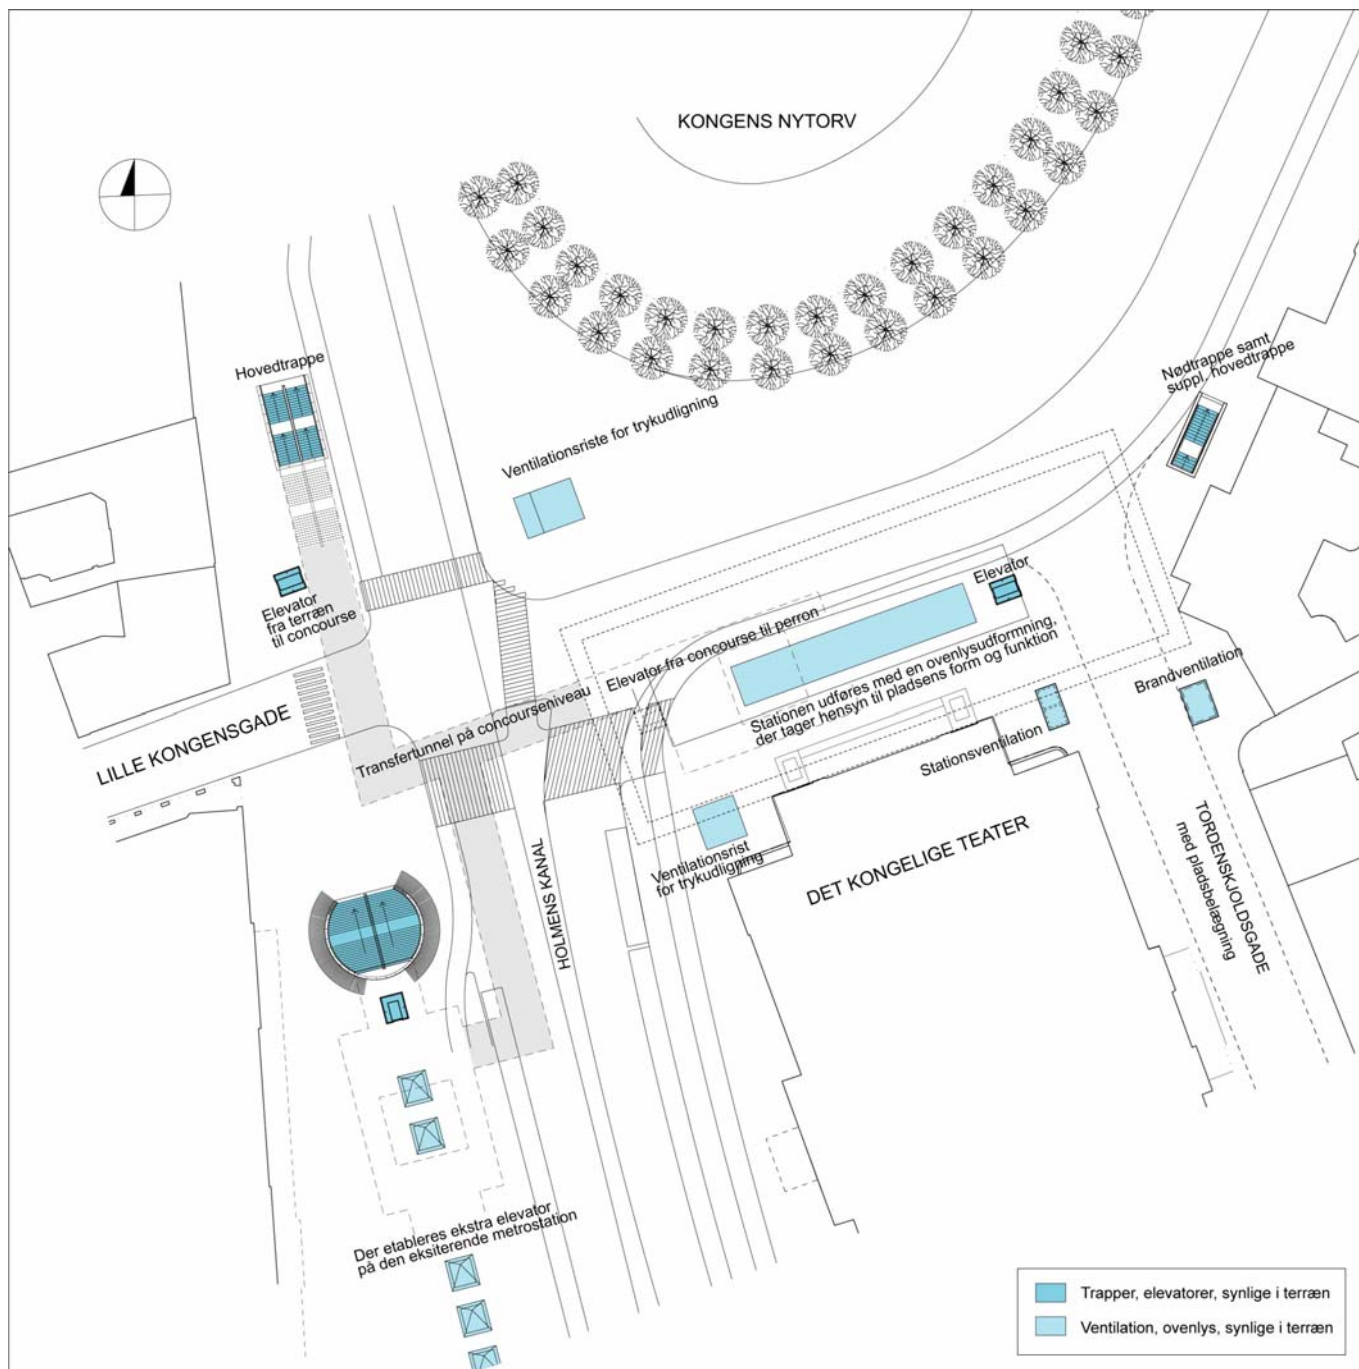 KONGENS NYTORV
Hovedtrappe
Nødtrappe samt
suppl. hovedtrappe
Ventilationsriste for trykudligning
Elevator
fra terræn
til concourse
Elevator
Elevator fra concourse til perron
Stationen udføres med en ovenlysudformning,
der tager hensyn til pladsens form og funktion
Brandventilation
Stationsventilation
Transfertunnel på concourseniveau
LILLE KONGENSGADE
Ventilationsrist
for trykudligning
HOLMENS KANAL
DET KONGELIGE TEATER
TORDENSKJOLDSGADE
med pladsbelægning
Der etableres ekstra elevator
på den eksiterende metrostation
Trapper, elevatorer, synlige i terræn
Ventilation, ovenlys, synlige i terræn